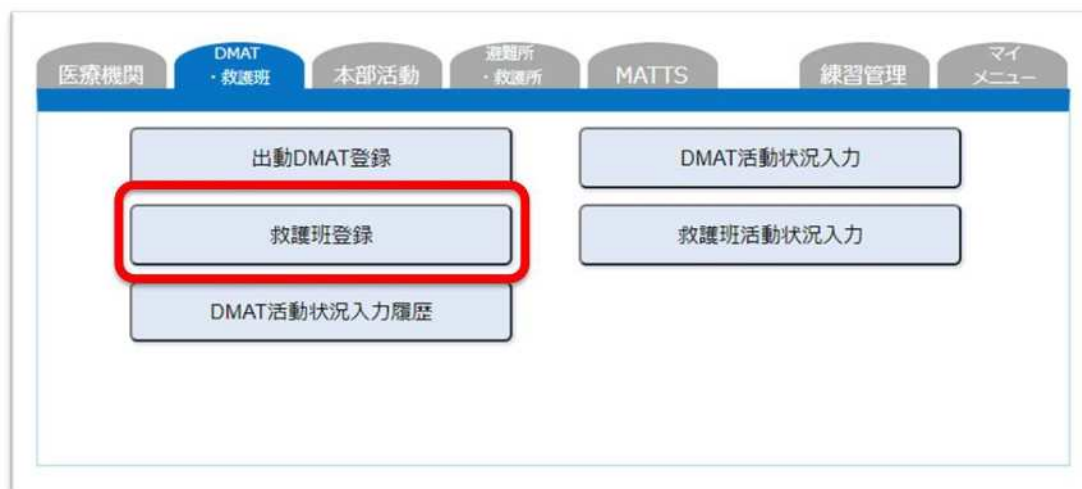 医療機関
DMAT
・救護班
本部活動
避難所
・救護所
MATTS
練習管理
マイ
メニュー
出動DMAT登録
DMAT活動状況入力
救護班登録
救護班活動状況入力
DMAT活動状況入力履歴